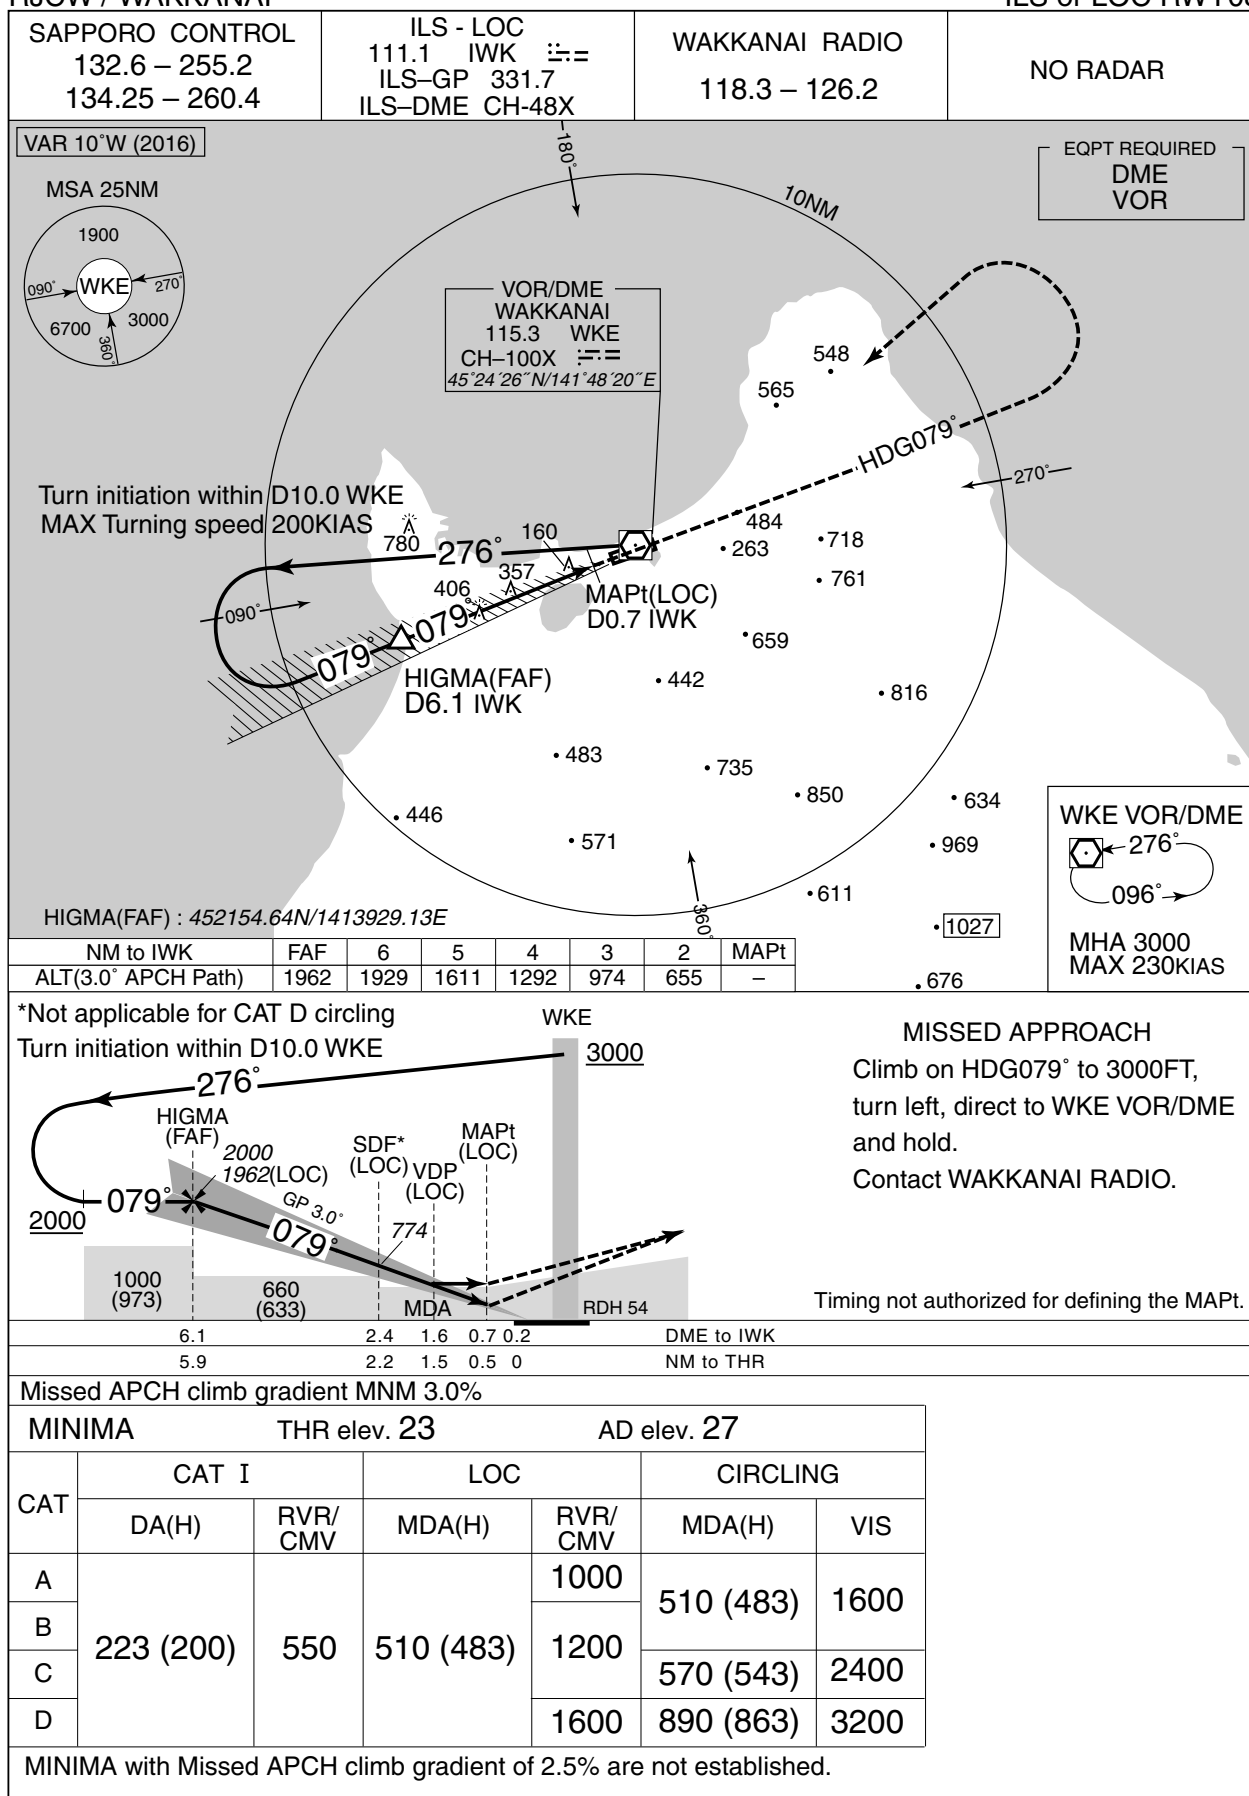 SAPPORO CONTROL
132.6 – 255.2
134.25 – 260.4
ILS - LOC
111.1 IWK
ILS–GP 331.7
ILS–DME CH-48X
WAKKANAI RADIO
118.3 – 126.2
NO RADAR
VAR 10°W (2016)
MSA 25NM
1900
090°
WKE
270°
6700
3000
360°
180°
10NM
EQPT REQUIRED
DME
VOR
VOR/DME
WAKKANAI
115.3 WKE
CH–100X
45°24´26˝N/141°48´20˝E
548
565
HDG079°
270°
Turn initiation within D10.0 WKE
MAX Turning speed 200KIAS
780
276°
160
484
263
718
761
406
357
090°
079°
079°
MAPt(LOC)
D0.7 IWK
659
HIGMA(FAF)
D6.1 IWK
442
816
483
735
850
634
446
571
969
611
360°
1027
676
WKE VOR/DME
276°
096°
MHA 3000
MAX 230KIAS
HIGMA(FAF) : 452154.64N/1413929.13E
NM to IWK FAF 6 5 4 3 2 MAPt
ALT(3.0° APCH Path) 1962 1929 1611 1292 974 655 –
*Not applicable for CAT D circling
Turn initiation within D10.0 WKE
WKE
3000
276°
HIGMA
(FAF)
2000
1962(LOC)
SDF*
(LOC)
VDP
(LOC)
MAPt
(LOC)
GP 3.0°
079°
079°
2000
774
1000
(973)
660
(633)
MDA
RDH 54
MISSED APPROACH
Climb on HDG079° to 3000FT,
turn left, direct to WKE VOR/DME
and hold.
Contact WAKKANAI RADIO.
Timing not authorized for defining the MAPt.
6.1 2.4 1.6 0.7 0.2 DME to IWK
5.9 2.2 1.5 0.5 0 NM to THR
Missed APCH climb gradient MNM 3.0%
MINIMA THR elev. 23 AD elev. 27
CAT CAT I LOC CIRCLING
DA(H) RVR/CMV MDA(H) RVR/CMV MDA(H) VIS
A 1000
510 (483) 1600
B
223 (200) 550 510 (483) 1200
C 570 (543) 2400
D 1600 890 (863) 3200
MINIMA with Missed APCH climb gradient of 2.5% are not established.